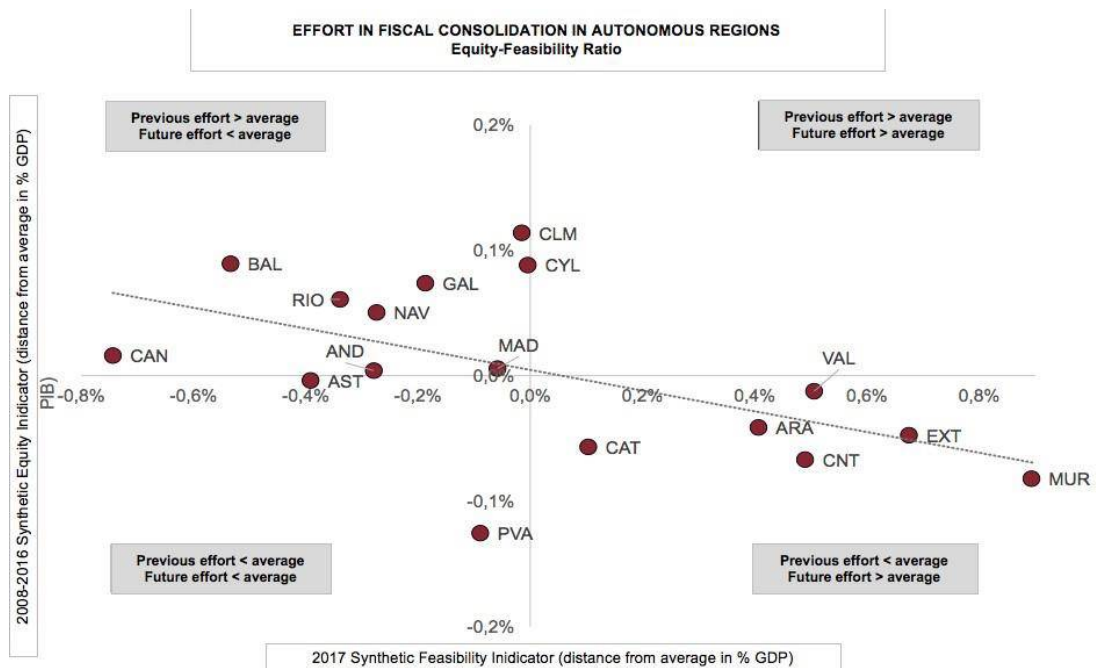 EFFORT IN FISCAL CONSOLIDATION IN AUTONOMOUS REGIONS
Equity-Feasibility Ratio
2008-2016 Synthetic Equity Indicator (distance from average in % GDP)
PIB)
Previous effort > average
Future effort < average
Previous effort > average
Future effort > average
0,2%
CLM
0,1%
CYL
BAL
GAL
RIO
NAV
MAD
AND
VAL
CAN
AST
0,0%
-0,8%
-0,6%
-0,4%
-0,2%
0,0%
0,2%
0,4%
0,6%
0,8%
ARA
EXT
CAT
CNT
MUR
-0,1%
PVA
Previous effort < average
Future effort < average
Previous effort < average
Future effort > average
-0,2%
2017 Synthetic Feasibility Inidicator (distance from average in % GDP)